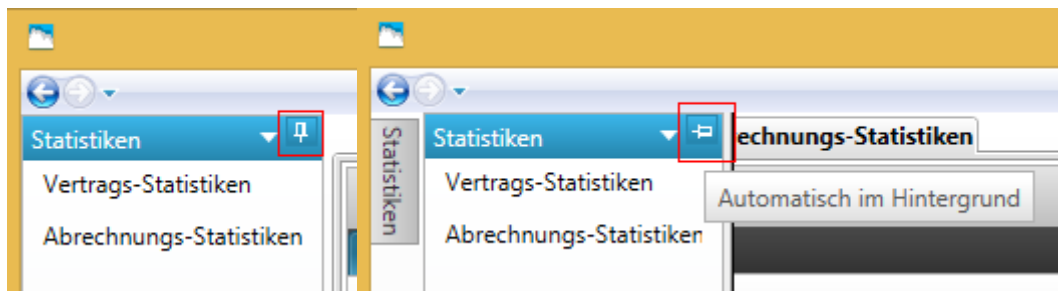 Statistiken
Vertrags-Statistiken
Abrechnungs-Statistiken
Statistiken
Statistiken
echnungs-Statistiken
Vertrags-Statistiken
Automatisch im Hintergrund
Abrechnungs-Statistiken